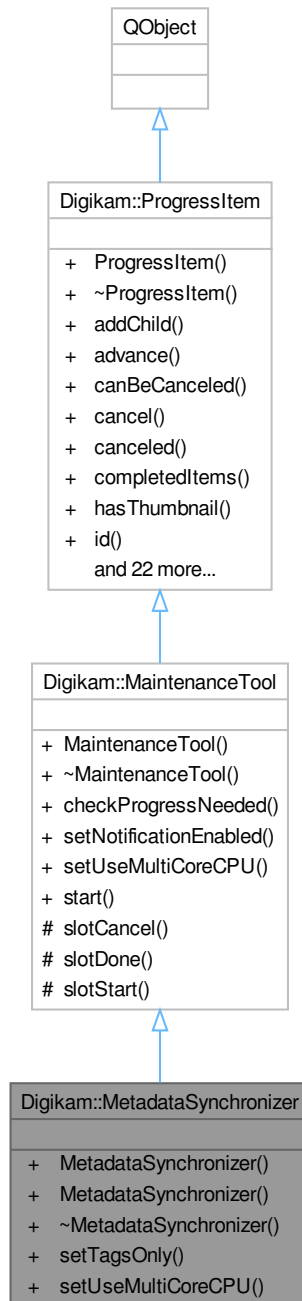 QObject
Digikam::ProgressItem
+ ProgressItem()
+ ~ProgressItem()
+ addChild()
+ advance()
+ canBeCanceled()
+ cancel()
+ canceled()
+ completedItems()
+ hasThumbnail()
+ id()
and 22 more...
Digikam::MaintenanceTool
+ MaintenanceTool()
+ ~MaintenanceTool()
+ checkProgressNeeded()
+ setNotificationEnabled()
+ setUseMultiCoreCPU()
+ start()
# slotCancel()
# slotDone()
# slotStart()
Digikam::MetadataSynchronizer
+ MetadataSynchronizer()
+ MetadataSynchronizer()
+ ~MetadataSynchronizer()
+ setTagsOnly()
+ setUseMultiCoreCPU()